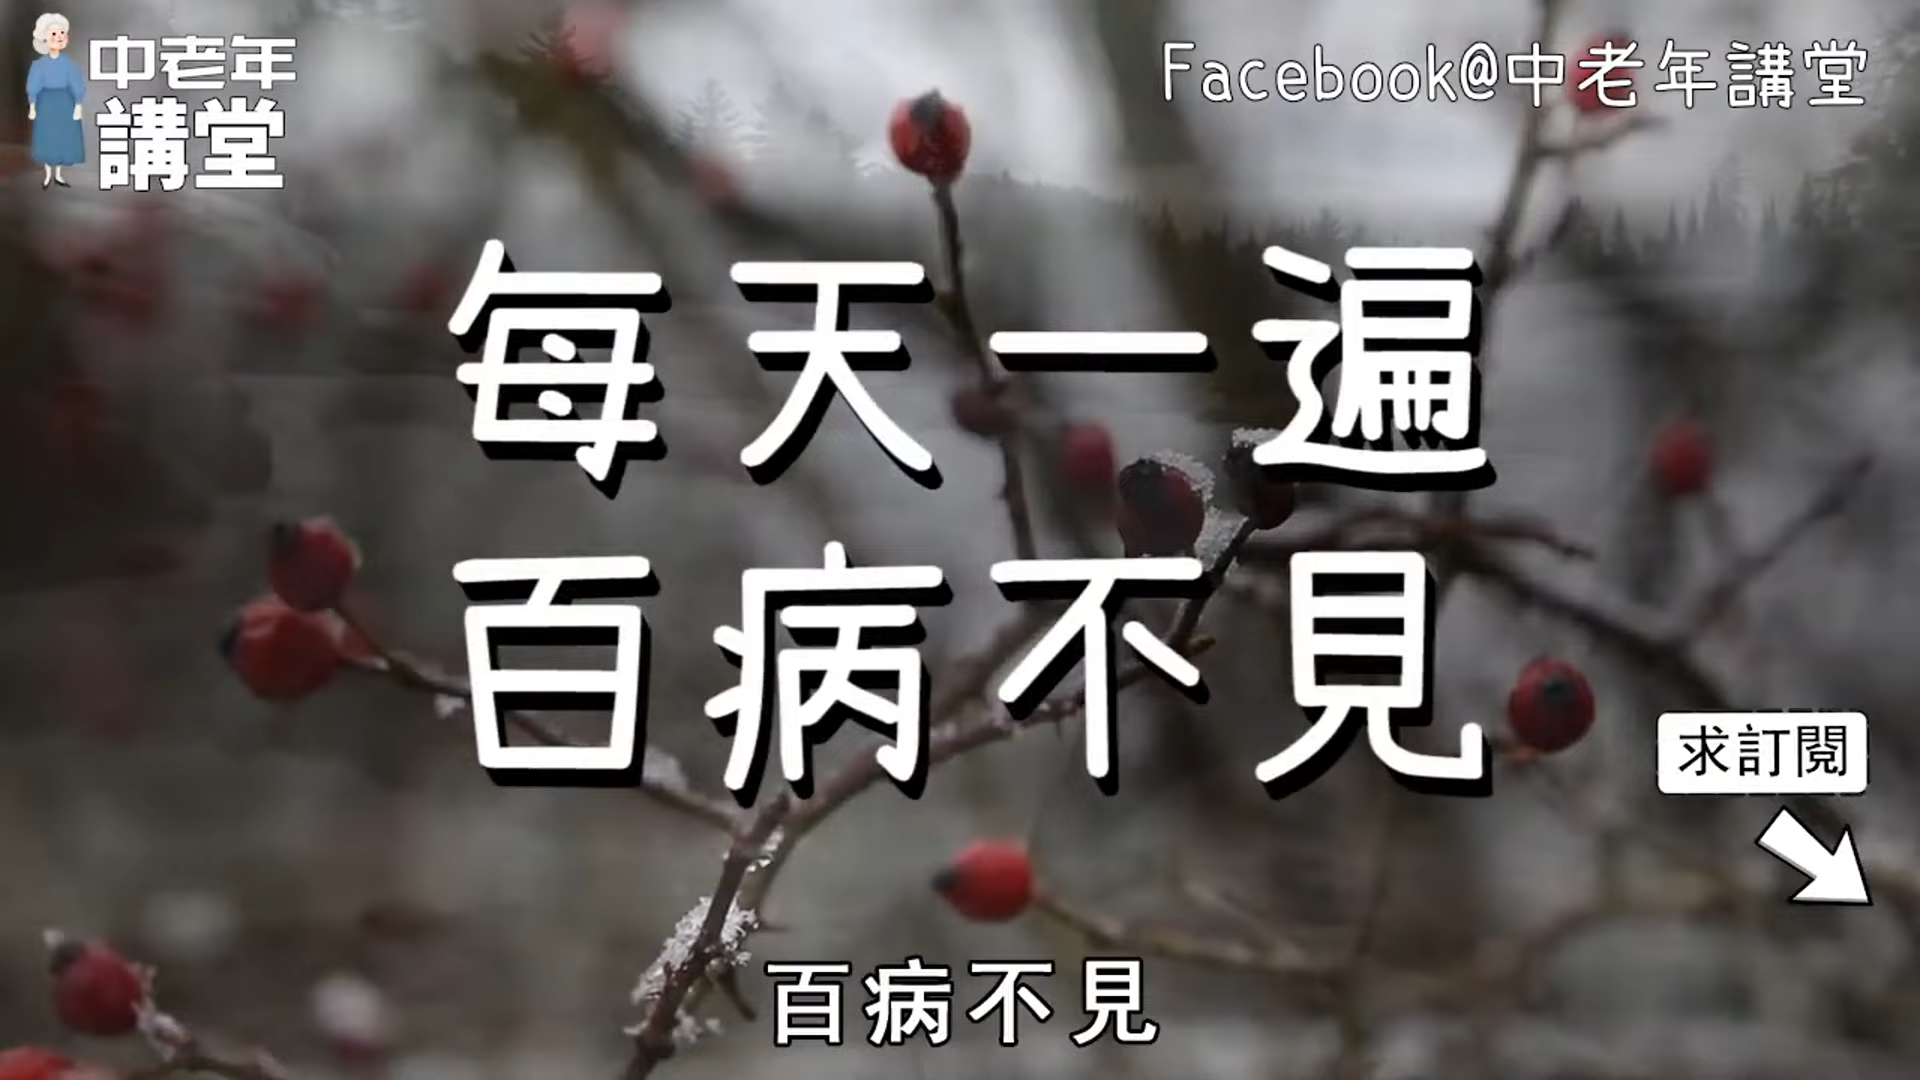 中老年
講堂
Facebook@中老年講堂
每天一遍
百病不見
求訂閱
百病不見